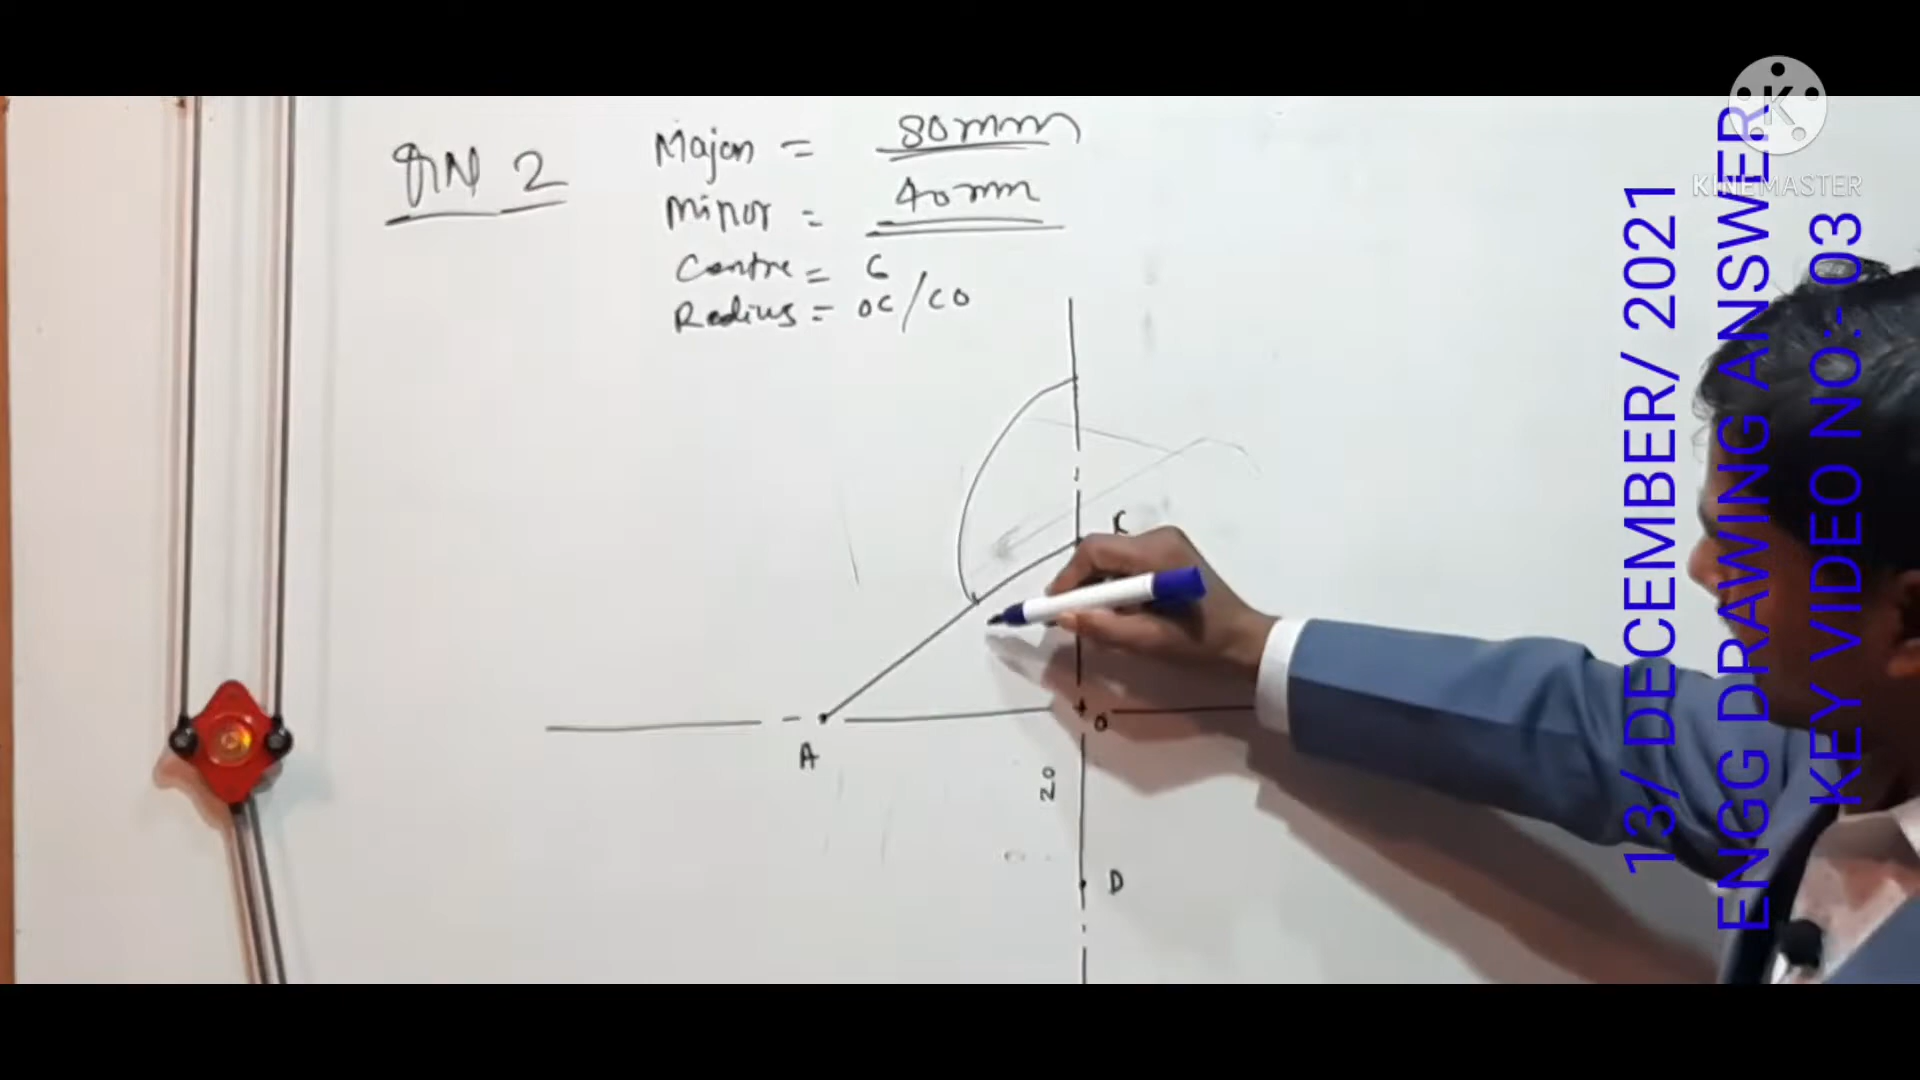 QN 2
Major = 80mm
Minor = 40mm
Centre = C
Radius = OC/CO
C
A
O
20
D
13/ DECEMBER/ 2021
ENGG DRAWING ANSWER
KEY VIDEO NO:- 03
K
KINEMASTER